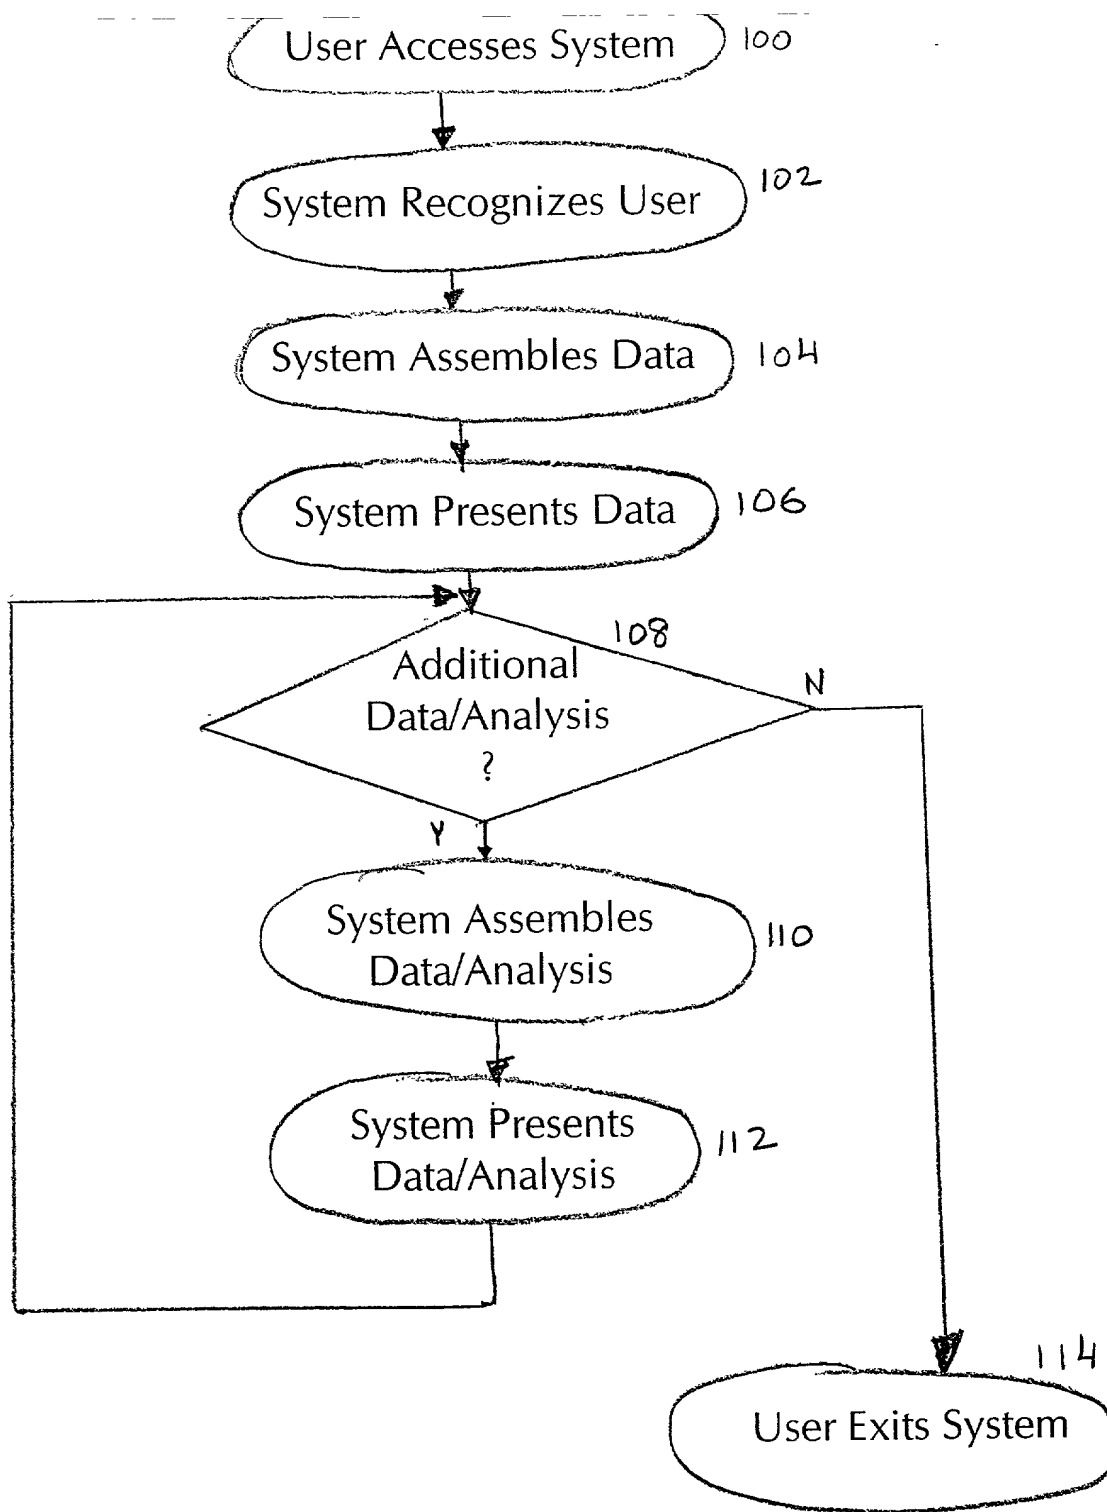 User Accesses System 100
System Recognizes User 102
System Assembles Data 104
System Presents Data 106
108
Additional
Data/Analysis
?
N
Y
System Assembles
Data/Analysis
110
System Presents
Data/Analysis
112
114
User Exits System